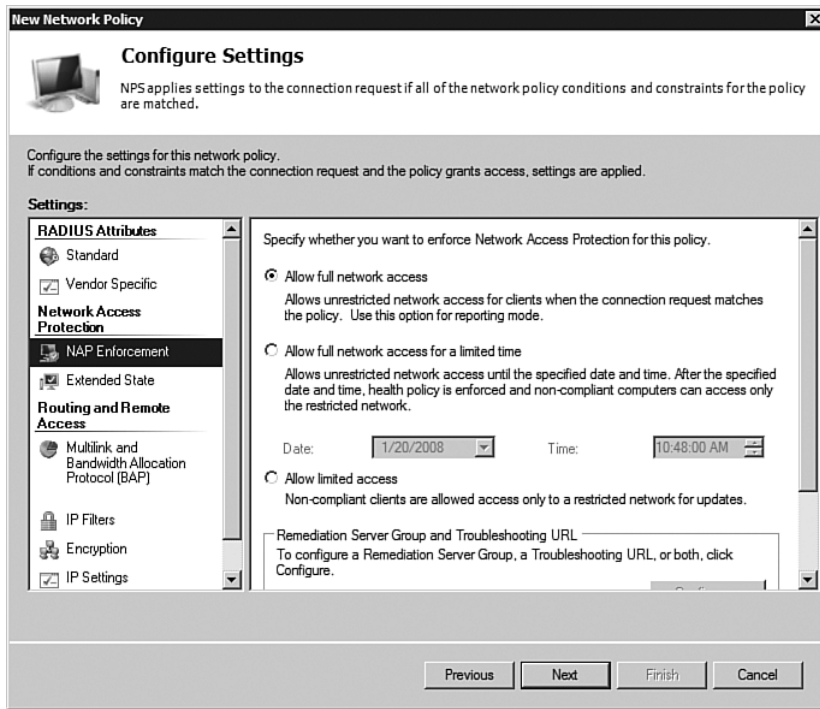 New Network Policy
Configure Settings
NPS applies settings to the connection request if all of the network policy conditions and constraints for the policy
are matched.
Configure the settings for this network policy.
If conditions and constraints match the connection request and the policy grants access, settings are applied.
Settings:
RADIUS Attributes
Standard
Vendor Specific
Network Access
Protection
NAP Enforcement
Extended State
Routing and Remote
Access
Multilink and
Bandwidth Allocation
Protocol (BAP)
IP Filters
Encryption
IP Settings
Specify whether you want to enforce Network Access Protection for this policy.
Allow full network access
Allows unrestricted network access for clients when the connection request matches
the policy. Use this option for reporting mode.
Allow full network access for a limited time
Allows unrestricted network access until the specified date and time. After the specified
date and time, health policy is enforced and non-compliant computers can access only
the restricted network.
Date: 1/20/2008 Time: 10:48:00 AM
Allow limited access
Non-compliant clients are allowed access only to a restricted network for updates.
Remediation Server Group and Troubleshooting URL
To configure a Remediation Server Group, a Troubleshooting URL, or both, click
Configure.
Previous Next Finish Cancel